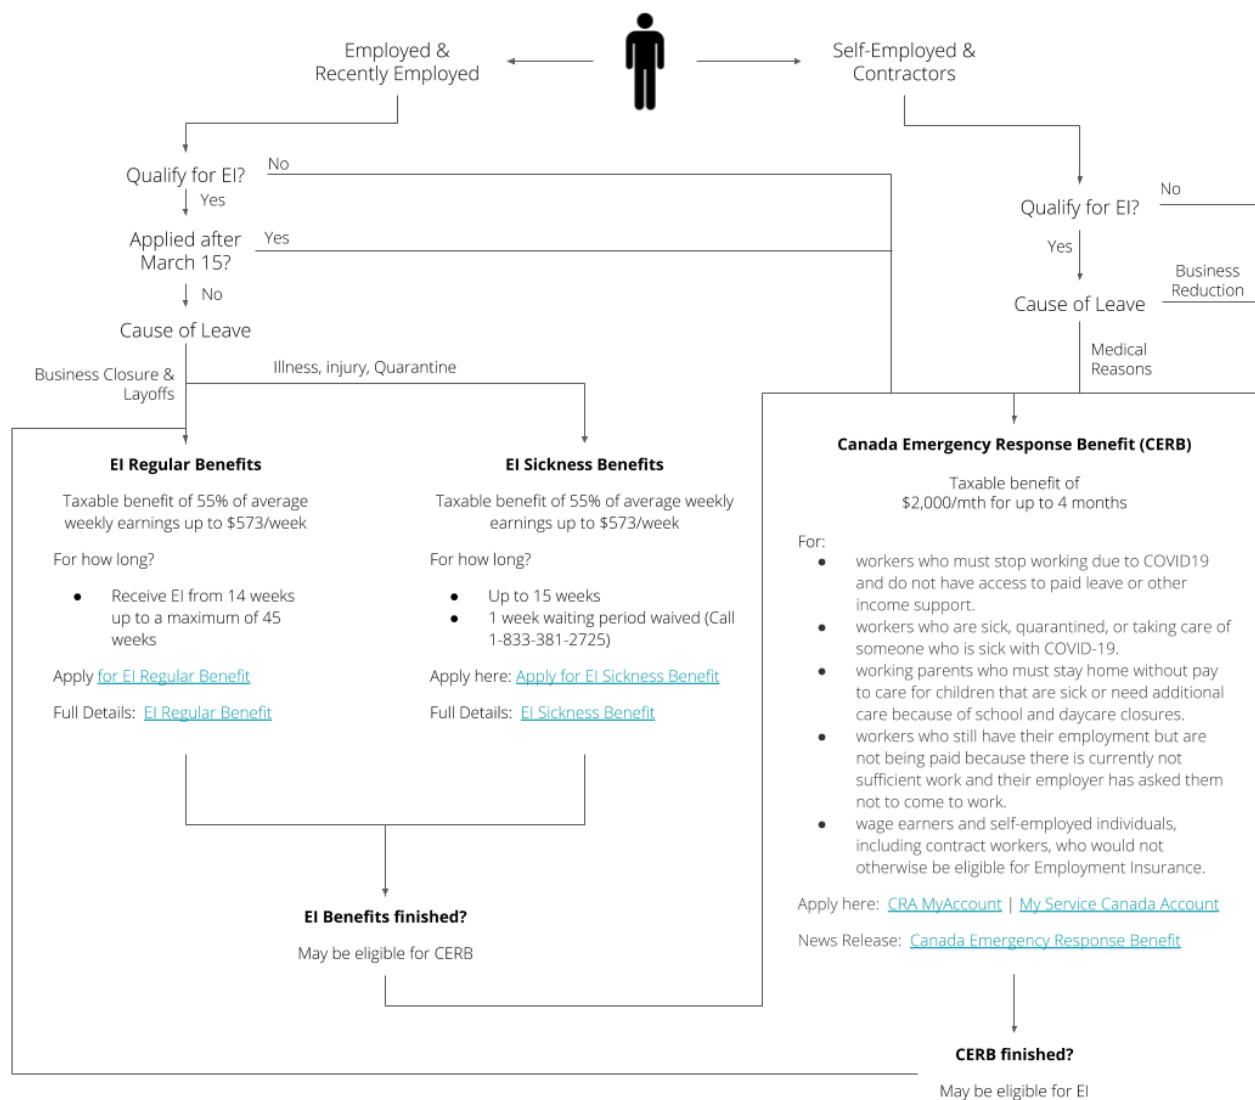 Employed &
Recently Employed
Self-Employed &
Contractors
Qualify for EI?
No
Yes
Applied after
March 15?
Yes
No
Cause of Leave
Business Closure &
Layoffs
Illness, injury, Quarantine
Qualify for EI?
No
Yes
Business
Reduction
Cause of Leave
Medical
Reasons
EI Regular Benefits
Taxable benefit of 55% of average
weekly earnings up to $573/week
For how long?
● Receive EI from 14 weeks
up to a maximum of 45
weeks
Apply for EI Regular Benefit
Full Details: EI Regular Benefit
EI Sickness Benefits
Taxable benefit of 55% of average weekly
earnings up to $573/week
For how long?
● Up to 15 weeks
● 1 week waiting period waived (Call
1-833-381-2725)
Apply here: Apply for EI Sickness Benefit
Full Details: EI Sickness Benefit
EI Benefits finished?
May be eligible for CERB
Canada Emergency Response Benefit (CERB)
Taxable benefit of
$2,000/mth for up to 4 months
For:
● workers who must stop working due to COVID19
and do not have access to paid leave or other
income support.
● workers who are sick, quarantined, or taking care of
someone who is sick with COVID-19.
● working parents who must stay home without pay
to care for children that are sick or need additional
care because of school and daycare closures.
● workers who still have their employment but are
not being paid because there is currently not
sufficient work and their employer has asked them
not to come to work.
● wage earners and self-employed individuals,
including contract workers, who would not
otherwise be eligible for Employment Insurance.
Apply here: CRA MyAccount | My Service Canada Account
News Release: Canada Emergency Response Benefit
CERB finished?
May be eligible for EI